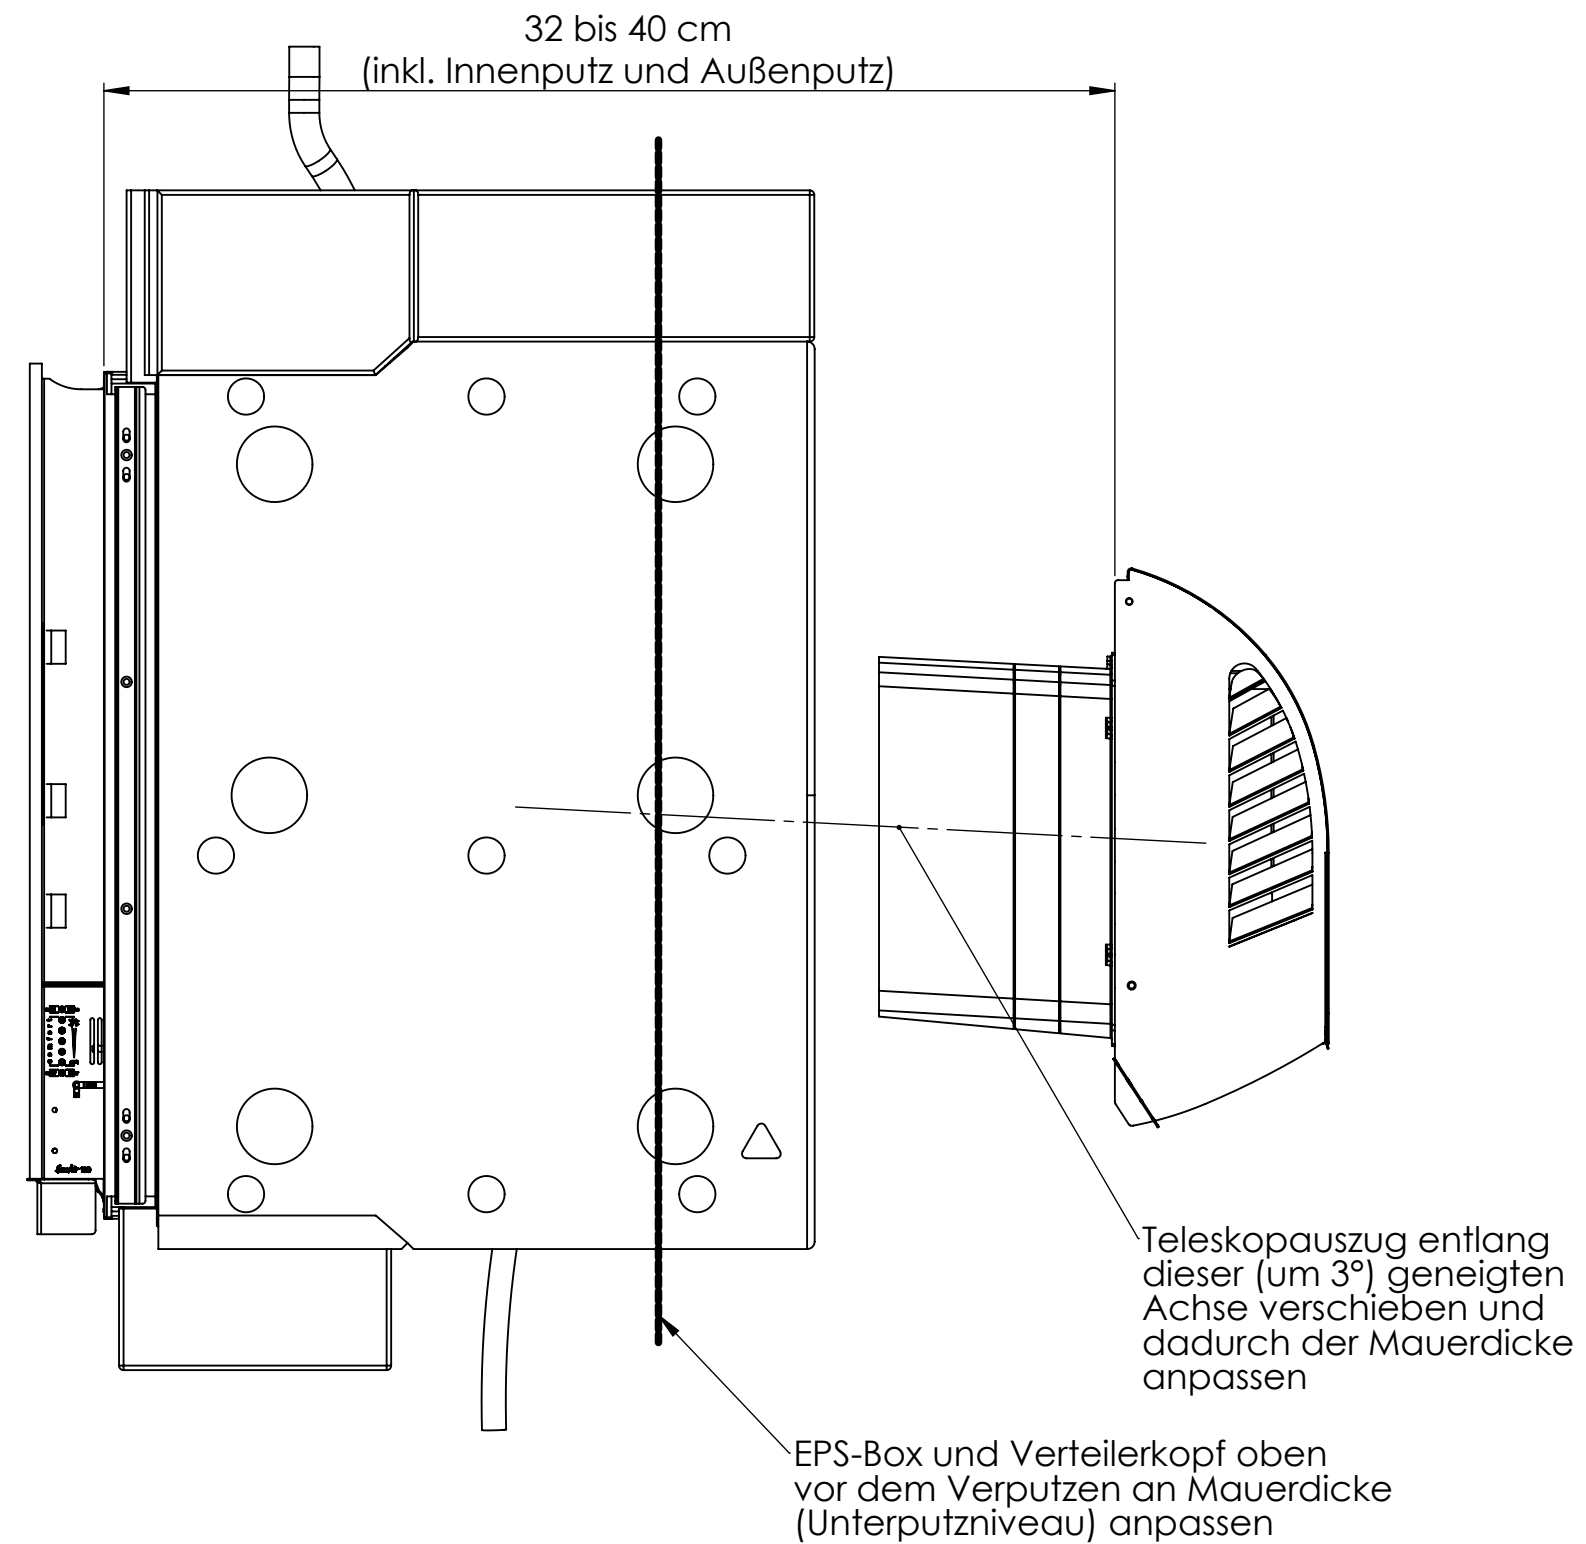 32 bis 40 cm
(inkl. Innenputz und Außenputz)
Teleskopauszug entlang
dieser (um 3°) geneigten
Achse verschieben und
dadurch der Mauerdicke
anpassen
EPS-Box und Verteilerkopf oben
vor dem Verputzen an Mauerdicke
(Unterputzniveau) anpassen